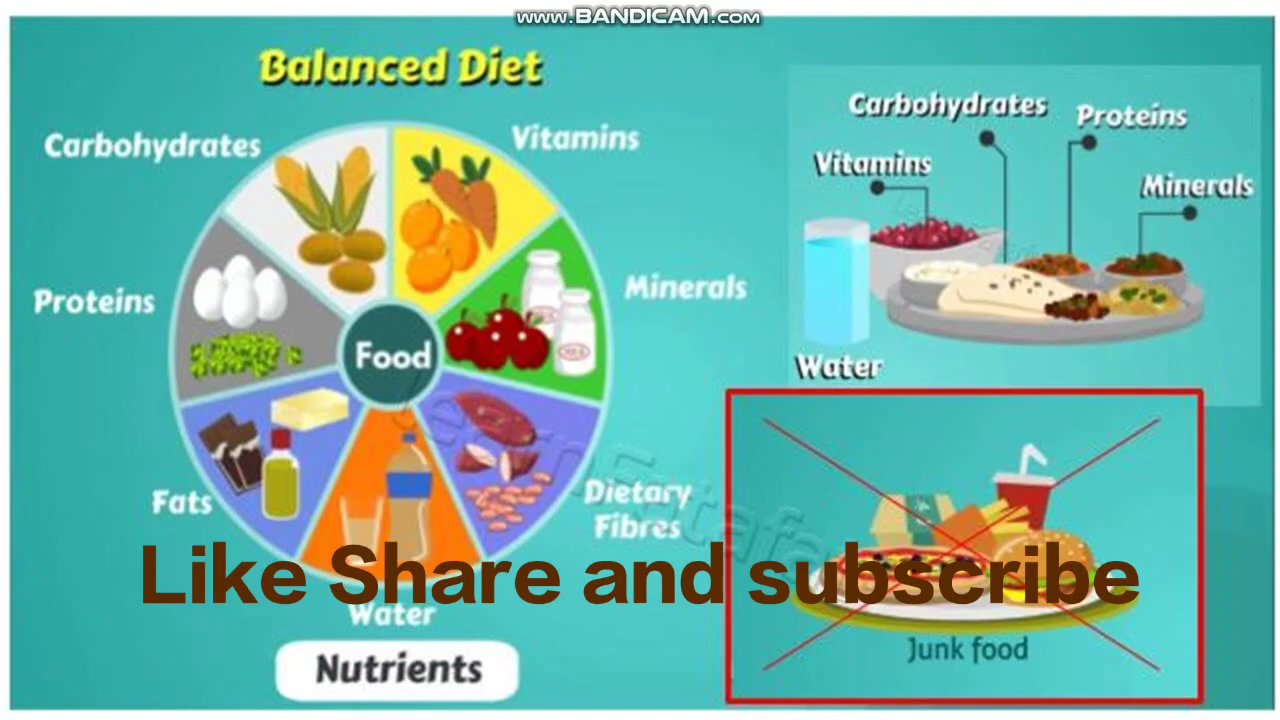 www.BANDICAM.com
Balanced Diet
Carbohydrates
Vitamins
Proteins
Minerals
Food
Fats
Dietary
Fibres
Water
Nutrients
Carbohydrates
Proteins
Vitamins
Minerals
Water
Like Share and subscribe
Junk food